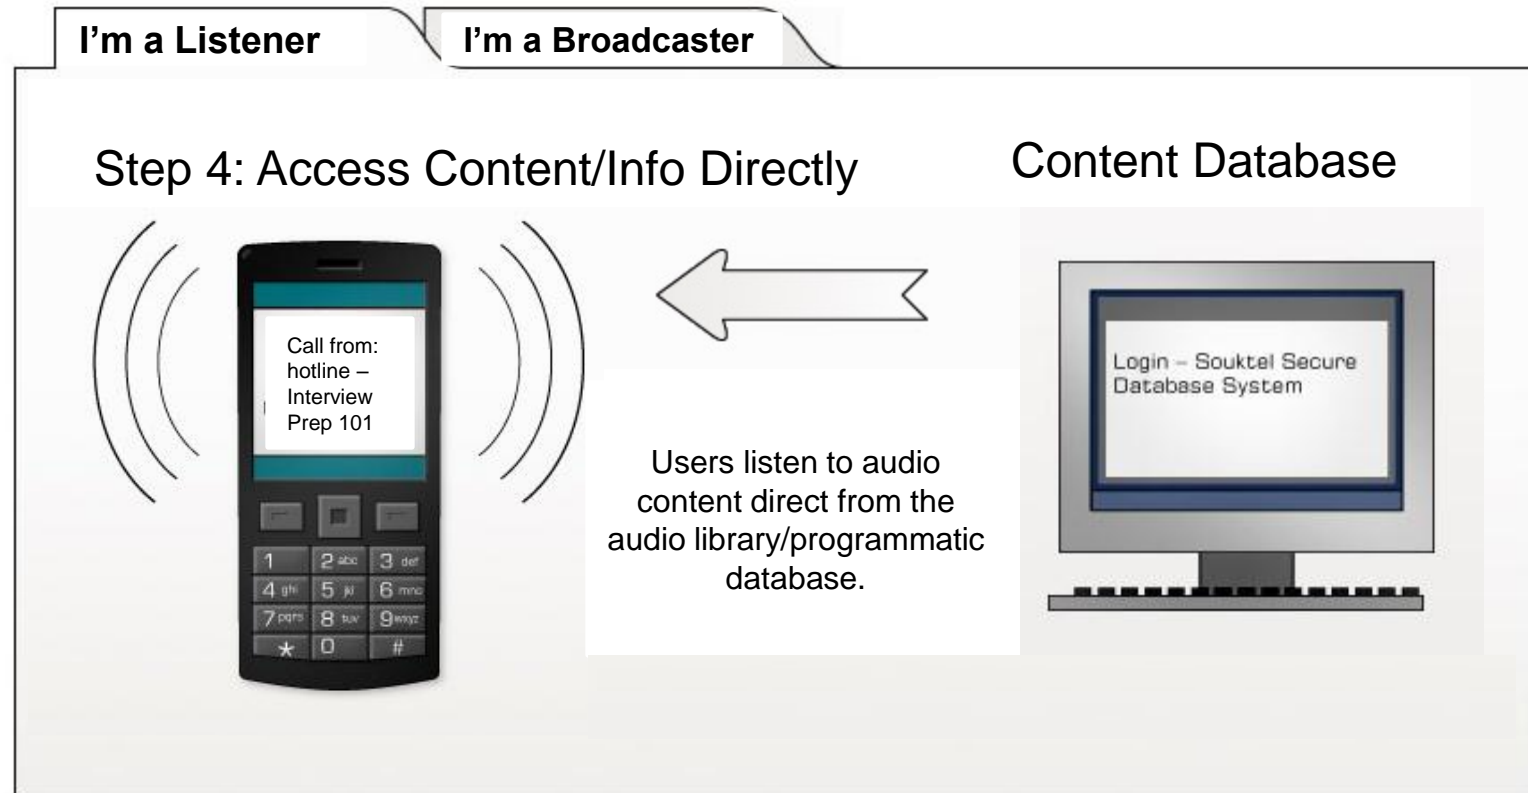 I’m a Listener
I’m a Broadcaster
Step 4: Access Content/Info Directly
Content Database
Call from:
hotline –
Interview
Prep 101
1
2 abc
3 def
4 ghi
5 jkl
6 mno
7 pqrs
8 tuv
9 wxyz
*
0
#
Users listen to audio
content direct from the
audio library/programmatic
database.
Login – Souktel Secure
Database System